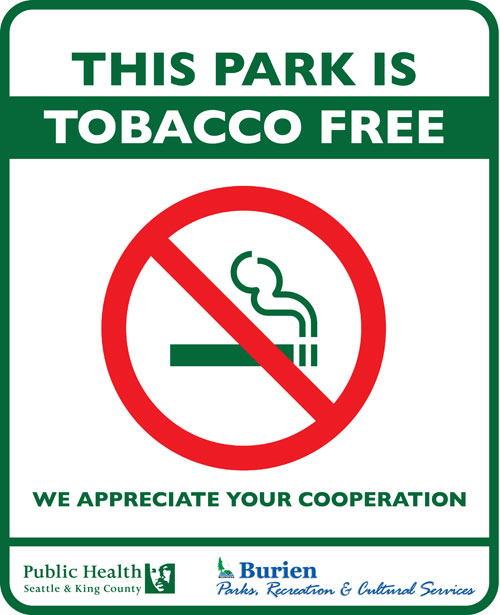 THIS PARK IS
TOBACCO FREE
WE APPRECIATE YOUR COOPERATION
Public Health
Seattle & King County
Burien
Parks, Recreation & Cultural Services